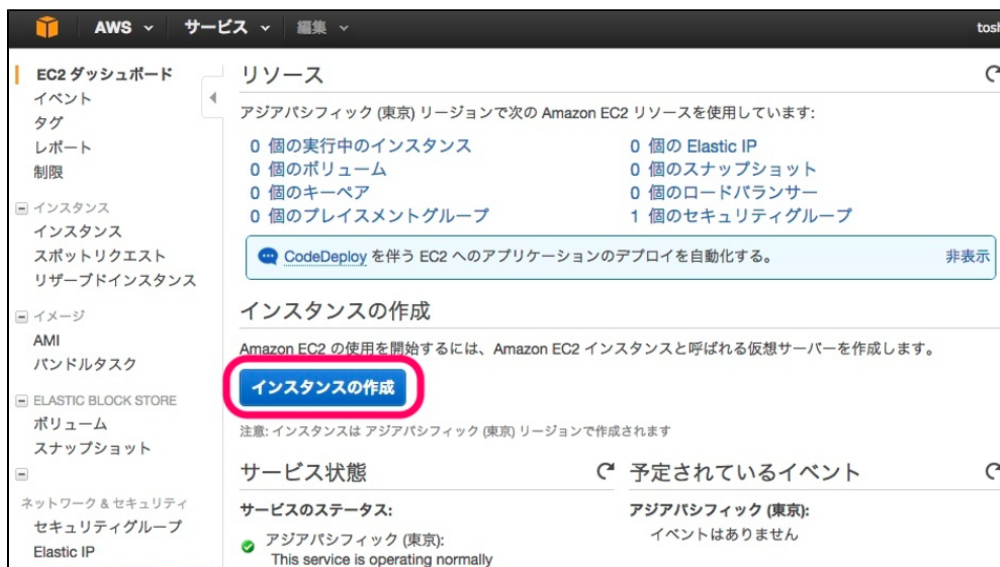 AWS サービス 編集 tosh
EC2 ダッシュボード
イベント
タグ
レポート
制限
インスタンス
インスタンス
スポットリクエスト
リザーブドインスタンス
イメージ
AMI
バンドルタスク
ELASTIC BLOCK STORE
ボリューム
スナップショット
ネットワーク & セキュリティ
セキュリティグループ
Elastic IP
リソース
アジアパシフィック (東京) リージョンで次の Amazon EC2 リソースを使用しています:
0 個の実行中のインスタンス 0 個の Elastic IP
0 個のボリューム 0 個のスナップショット
0 個のキーペア 0 個のロードバランサー
0 個のプレイスメントグループ 1 個のセキュリティグループ
CodeDeploy を伴う EC2 へのアプリケーションのデプロイを自動化する。 非表示
インスタンスの作成
Amazon EC2 の使用を開始するには、Amazon EC2 インスタンスと呼ばれる仮想サーバーを作成します。
インスタンスの作成
注意: インスタンスは アジアパシフィック (東京) リージョンで作成されます
サービス状態
サービスのステータス:
アジアパシフィック (東京):
This service is operating normally
予定されているイベント
アジアパシフィック (東京):
イベントはありません